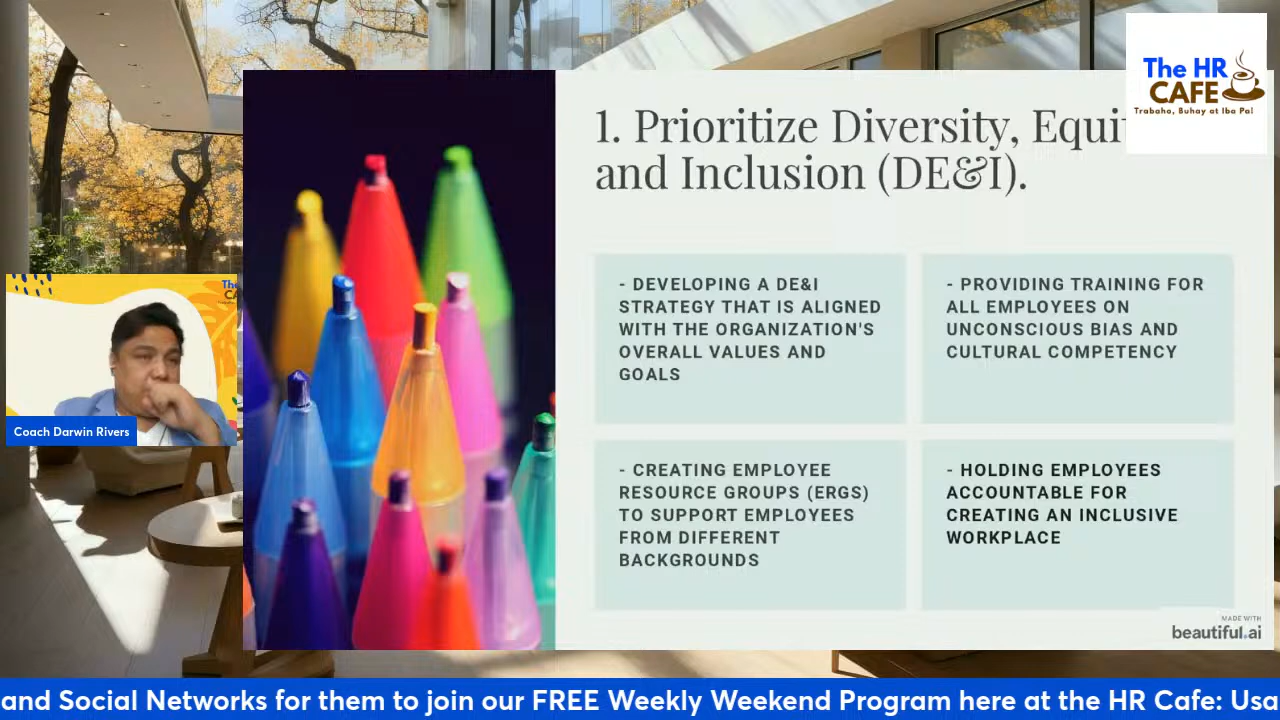 The HR
CAFE
Trabaho, Buhay at Iba Pa!
1. Prioritize Diversity,
and Inclusion (DE&I).
- DEVELOPING A DE&I
STRATEGY THAT IS ALIGNED
WITH THE ORGANIZATION'S
OVERALL VALUES AND
GOALS
- PROVIDING TRAINING FOR
ALL EMPLOYEES ON
UNCONSCIOUS BIAS AND
CULTURAL COMPETENCY
- CREATING EMPLOYEE
RESOURCE GROUPS (ERGS)
TO SUPPORT EMPLOYEES
FROM DIFFERENT
BACKGROUNDS
- HOLDING EMPLOYEES
ACCOUNTABLE FOR
CREATING AN INCLUSIVE
WORKPLACE
MADE WITH
beautiful.ai
Coach Darwin Rivers
and Social Networks for them to join our FREE Weekly Weekend Program here at the HR Cafe: Usa